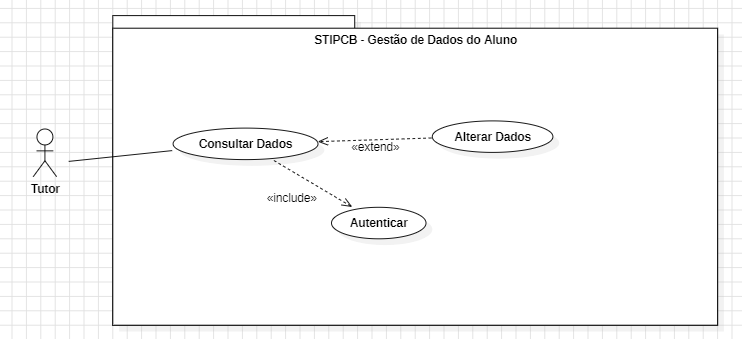 STIPCB - Gestão de Dados do Aluno
Consultar Dados
Alterar Dados
«extend»
Tutor
«include»
Autenticar